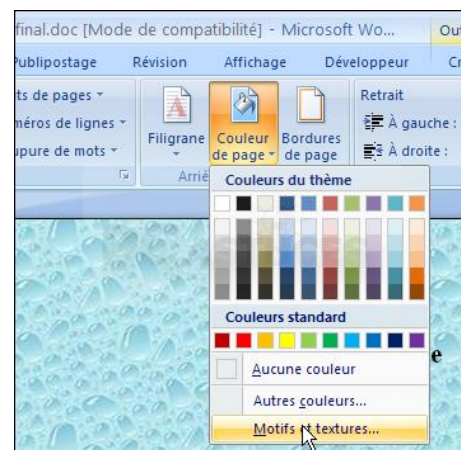 final.doc [Mode de compatibilité] - Microsoft Wo...
Out
Publipostage Révision Affichage Développeur
ts de pages
méros de lignes
upure de mots
Filigrane
Couleur de page
Bordures de page
Retrait
À gauche :
À droite :
Arriè
Couleurs du thème
Couleurs standard
Aucune couleur
Autres couleurs...
Motifs et textures...
e